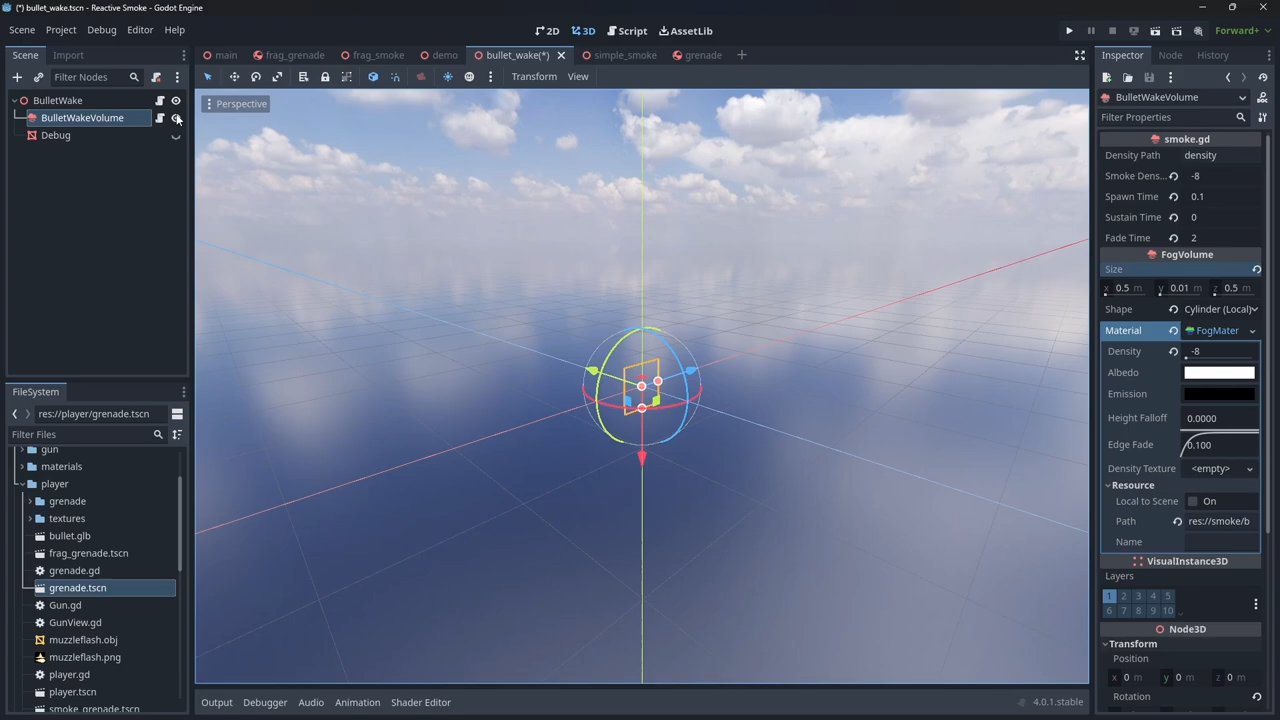 (*) bullet_wake.tscn - Reactive Smoke - Godot Engine
Scene Project Debug Editor Help
2D 3D Script AssetLib
Forward+
Scene Import
main frag_grenade frag_smoke demo bullet_wake(*) simple_smoke grenade
Inspector Node History
Filter Nodes
Transform View
BulletWake
BulletWakeVolume
Debug
Perspective
BulletWakeVolume
Filter Properties
smoke.gd
Density Path density
Smoke Dens... -8
Spawn Time 0.1
Sustain Time 0
Fade Time 2
FogVolume
Size
x 0.5 m y 0.01 m z 0.5 m
Shape Cylinder (Local)
Material FogMater
Density -8
Albedo
Emission
Height Falloff 0.0000
Edge Fade 0.100
Density Texture <empty>
Resource
Local to Scene On
Path res://smoke/b
Name
VisualInstance3D
Layers
1 2 3 4 5
6 7 8 9 10
Node3D
Transform
Position
x 0 m y 0 m z 0 m
Rotation
FileSystem
res://player/grenade.tscn
Filter Files
gun
materials
player
grenade
textures
bullet.glb
frag_grenade.tscn
grenade.gd
grenade.tscn
Gun.gd
GunView.gd
muzzleflash.obj
muzzleflash.png
player.gd
player.tscn
smoke_grenade.tscn
Output Debugger Audio Animation Shader Editor
4.0.1.stable